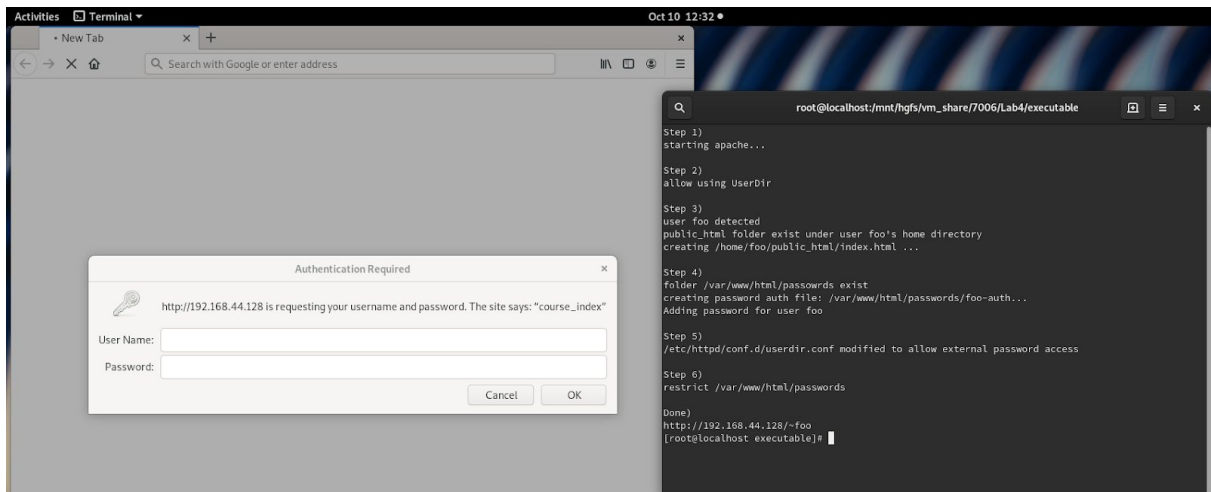 Activities Terminal Oct 10 12:32
New Tab
Search with Google or enter address
Authentication Required
http://192.168.44.128 is requesting your username and password. The site says: "course_index"
User Name:
Password:
Cancel OK
root@localhost:/mnt/hgfs/vm_share/7006/Lab4/executable
Step 1)
starting apache...
Step 2)
allow using UserDir
Step 3)
user foo detected
public_html folder exist under user foo's home directory
creating /home/foo/public_html/index.html ...
Step 4)
folder /var/www/html/passowrds exist
creating password auth file: /var/www/html/passwords/foo-auth...
Adding password for user foo
Step 5)
/etc/httpd/conf.d/userdir.conf modified to allow external password access
Step 6)
restrict /var/www/html/passwords
Done)
http://192.168.44.128/~foo
[root@localhost executable]#